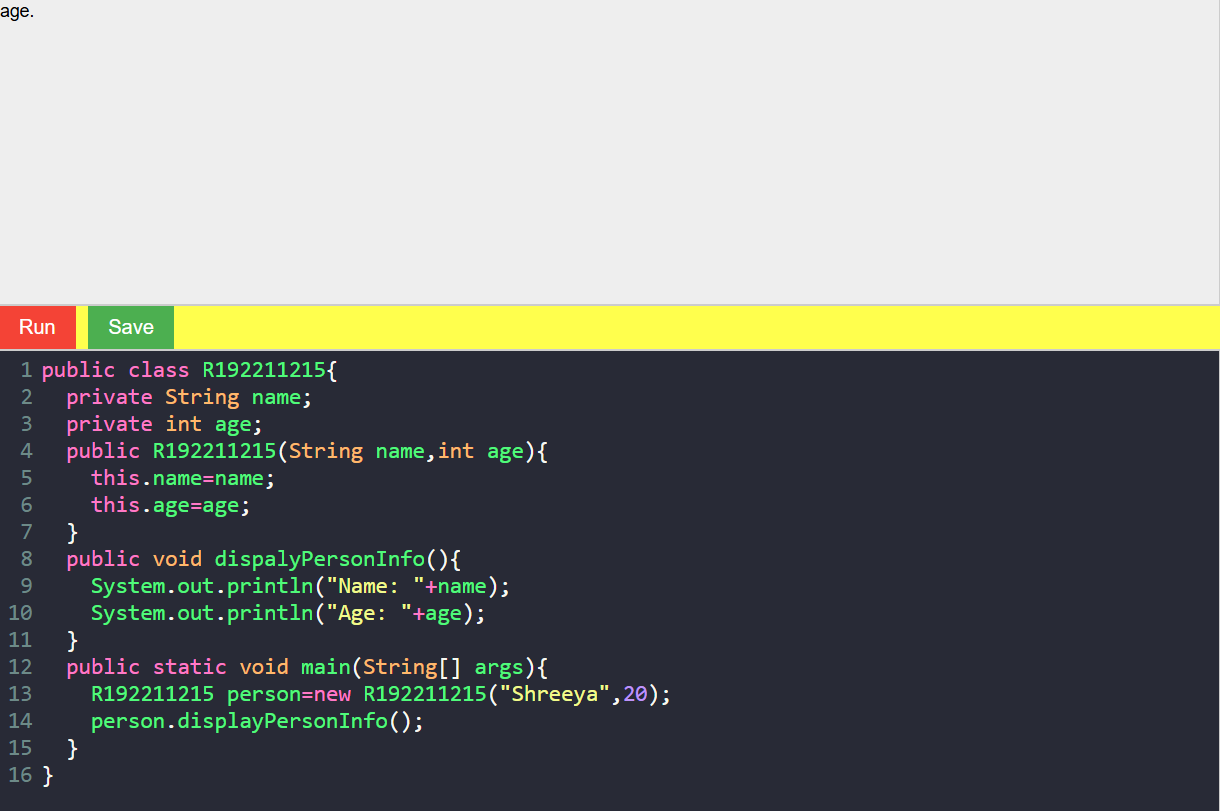 age.
Run Save
1 public class R192211215{
2   private String name;
3   private int age;
4   public R192211215(String name,int age){
5     this.name=name;
6     this.age=age;
7   }
8   public void dispalyPersonInfo(){
9     System.out.println("Name: "+name);
10     System.out.println("Age: "+age);
11   }
12   public static void main(String[] args){
13     R192211215 person=new R192211215("Shreeya",20);
14     person.displayPersonInfo();
15   }
16 }